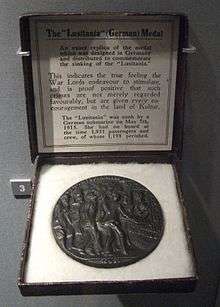 The "Lusitania" (German) Medal
An exact replica of the medal
which was designed in Germany
and distributed to commemorate
the sinking of the "Lusitania."
This indicates the true feeling the
War Lords endeavour to stimulate,
and is proof positive that such
crimes are not merely regarded
favourably, but are given every
encouragement in the land of Kultur.
The "Lusitania" was sunk by a
German submarine on May 7th,
1915. She had on board at
the time 1,951 passengers and
crew, of whom 1,198 perished.
3